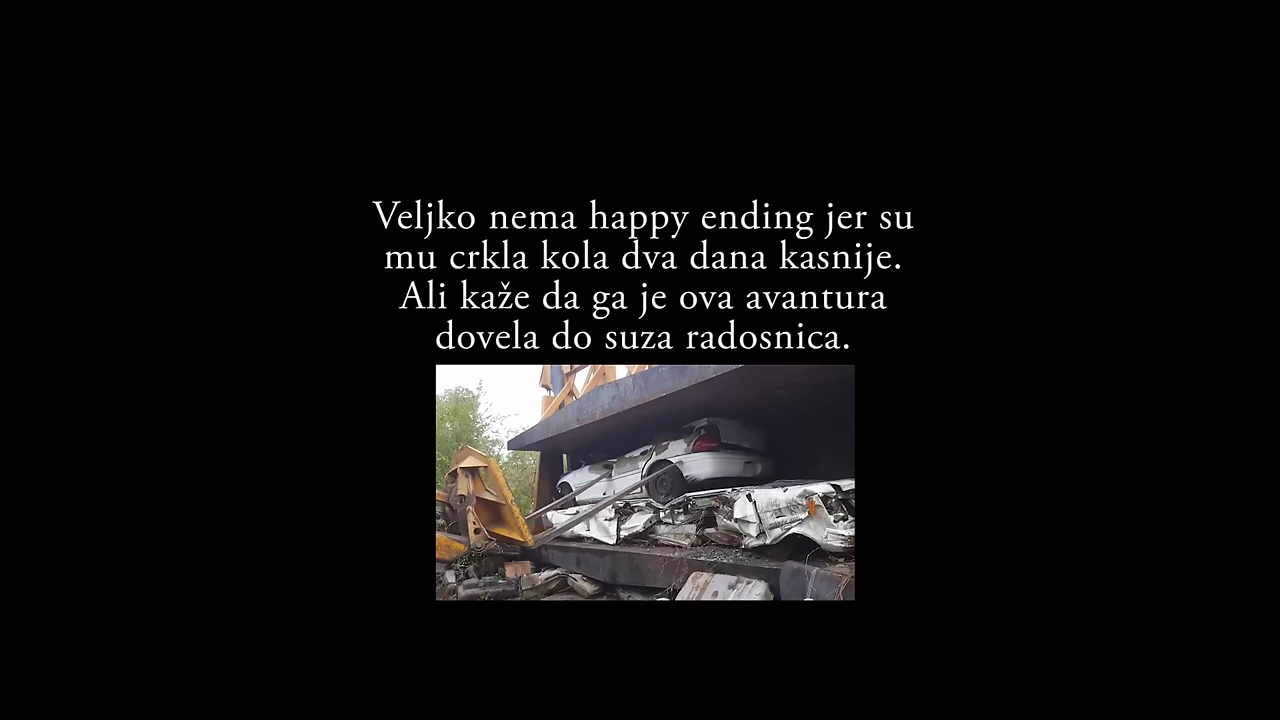 Veljko nema happy ending jer su
mu crkla kola dva dana kasnije.
Ali kaže da ga je ova avantura
dovela do suza radosnica.